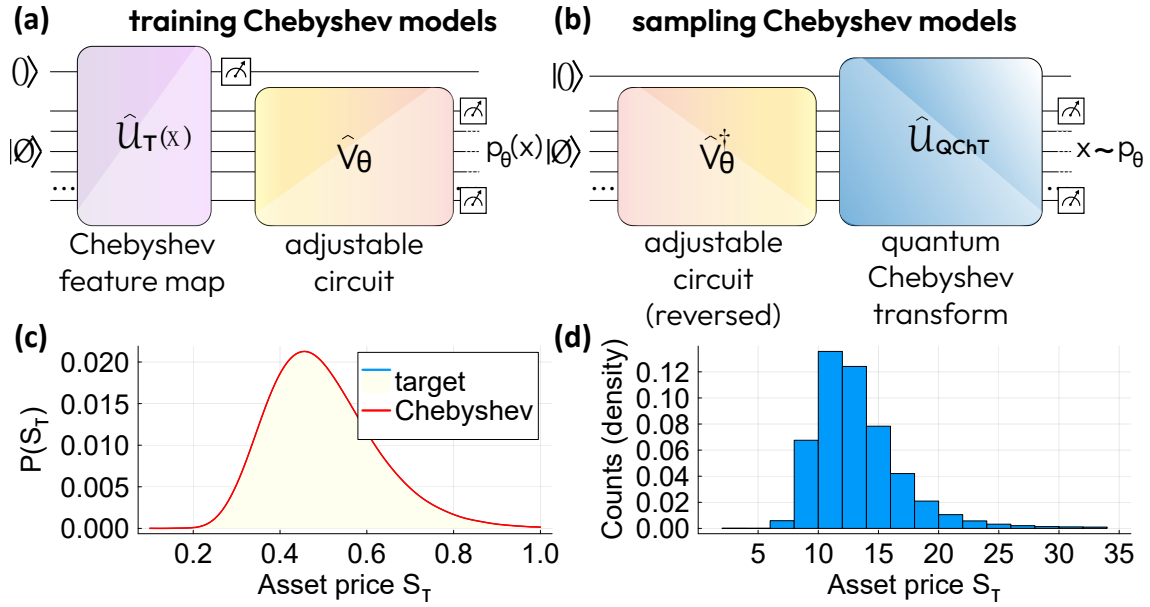 (a) training Chebyshev models
|0⟩
|Ø⟩
...
Û_T(x)
V̂_θ
p_θ(x)
Chebyshev
feature map
adjustable
circuit
(b) sampling Chebyshev models
|0⟩
|Ø⟩
...
V̂_θ†
Û_QChT
x ~ p_θ
adjustable
circuit
(reversed)
quantum
Chebyshev
transform
(c)
P(S_T)
0.020
0.015
0.010
0.005
0.000
target
Chebyshev
0.2 0.4 0.6 0.8 1.0
Asset price S_T
(d)
Counts (density)
0.12
0.10
0.08
0.06
0.04
0.02
0.00
5 10 15 20 25 30 35
Asset price S_T